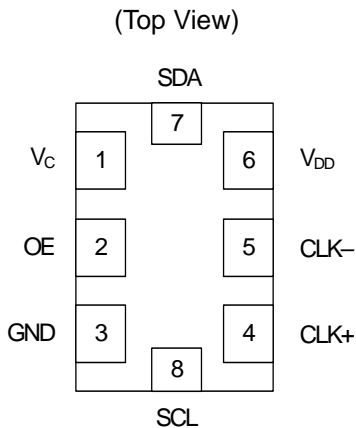 (Top View)
SDA
7
VC 1 6 VDD
OE 2 5 CLK–
GND 3 4 CLK+
8
SCL